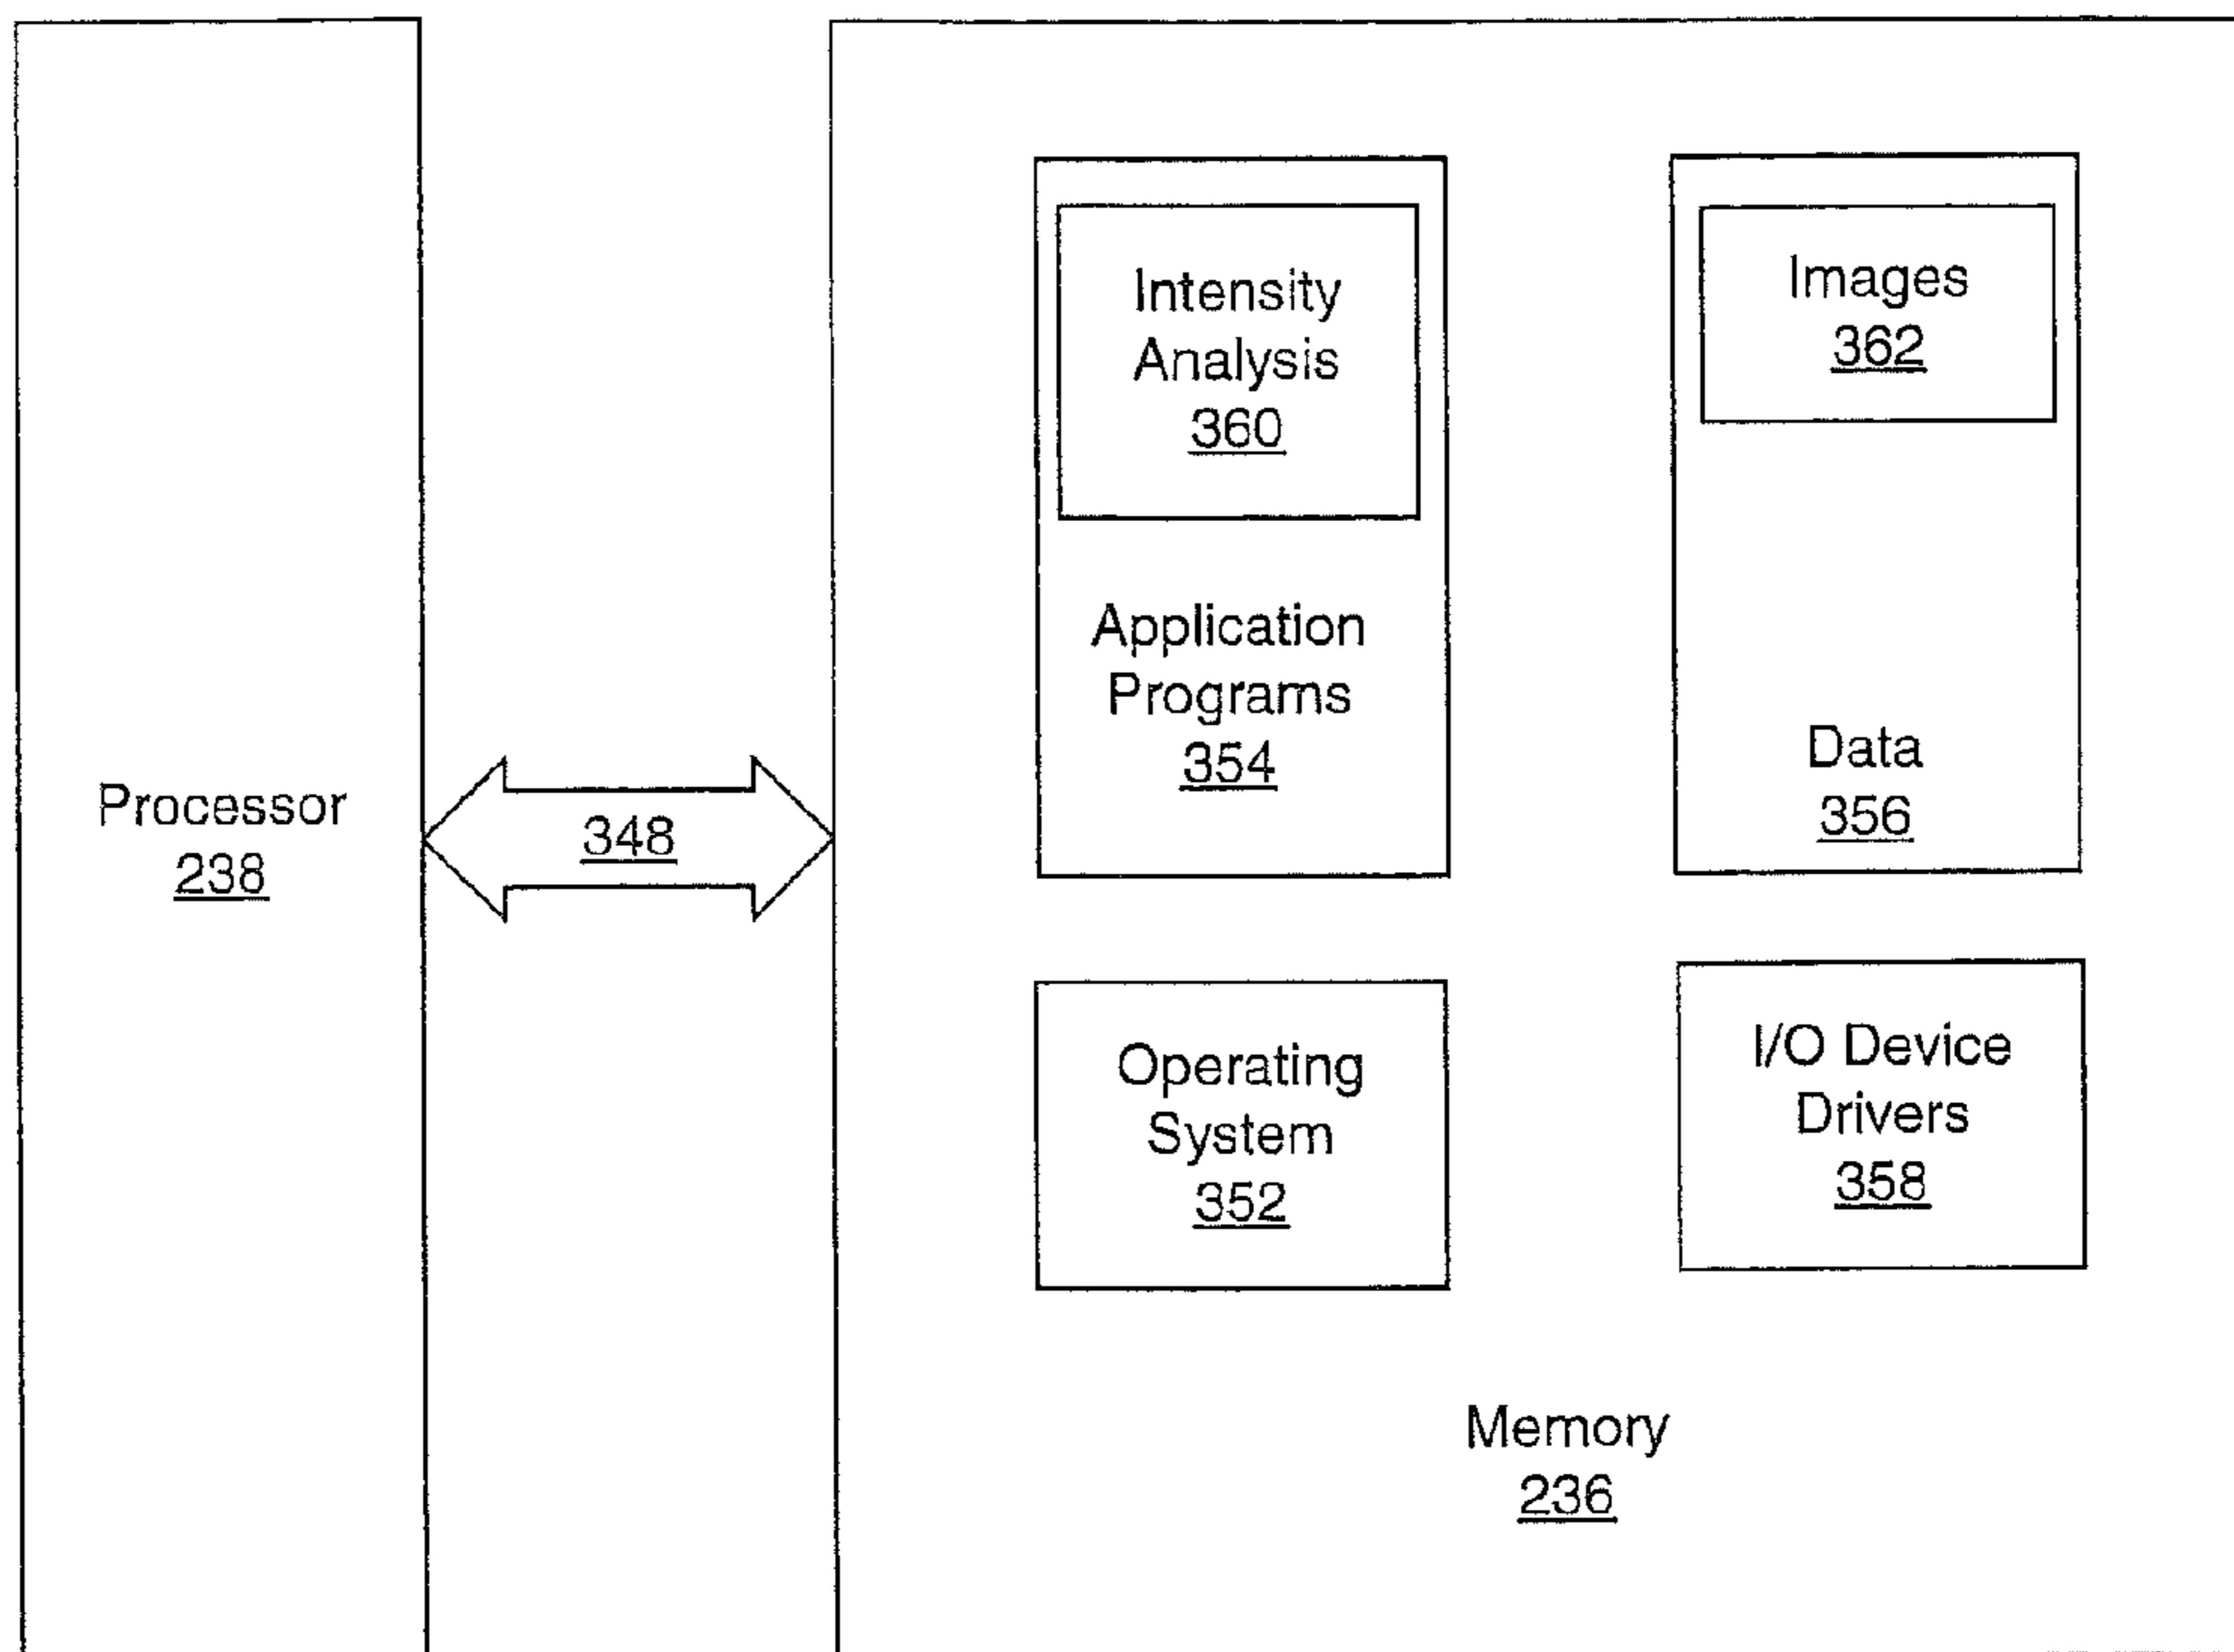 Processor
238
348
Intensity
Analysis
360
Application
Programs
354
Images
362
Data
356
Operating
System
352
I/O Device
Drivers
358
Memory
236